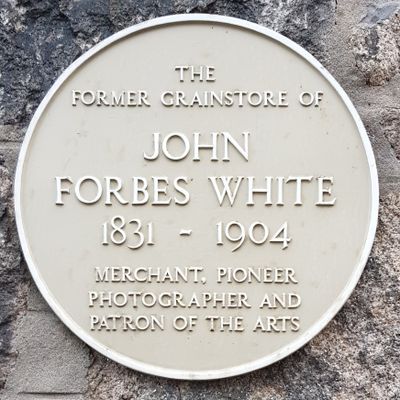 THE
FORMER GRAINSTORE OF
JOHN
FORBES WHITE
1831 - 1904
MERCHANT, PIONEER
PHOTOGRAPHER AND
PATRON OF THE ARTS